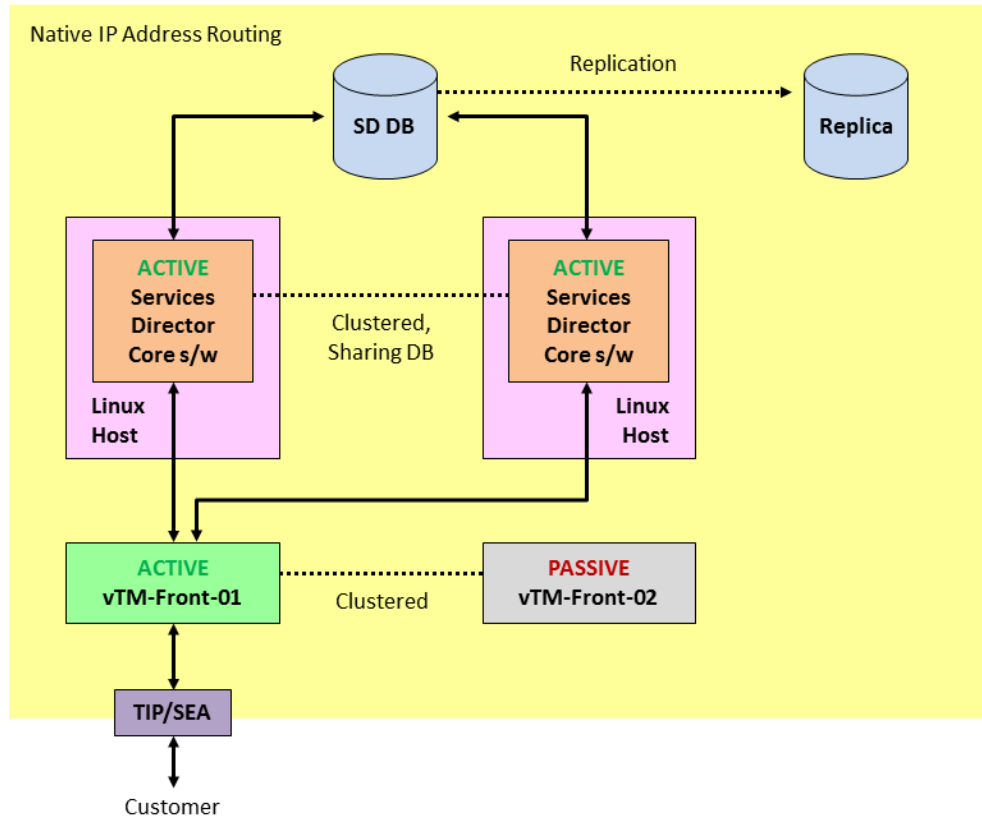 Native IP Address Routing
Replication
SD DB
Replica
ACTIVE
Services
Director
Core s/w
ACTIVE
Services
Director
Core s/w
Clustered,
Sharing DB
Linux
Host
Linux
Host
ACTIVE
vTM-Front-01
Clustered
PASSIVE
vTM-Front-02
TIP/SEA
Customer